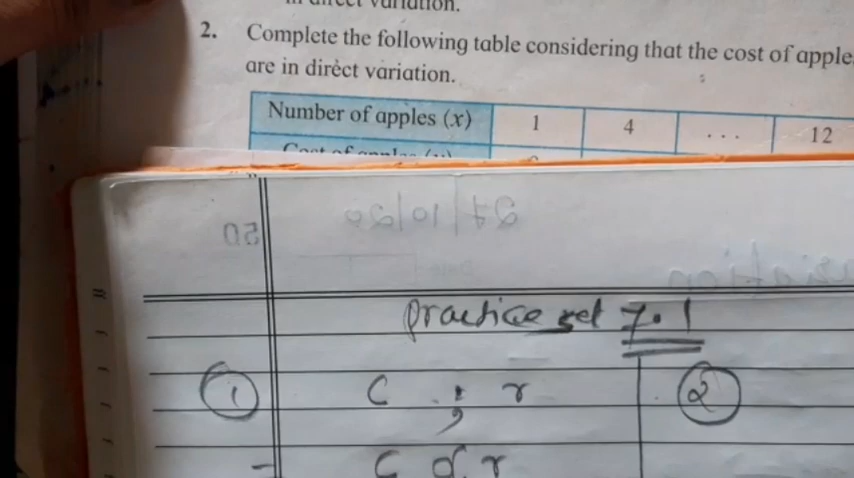 2. Complete the following table considering that the cost of apple
are in direct variation.
Number of apples (x) 1 4 ... 12
Practice set 7.1
1 C ; r 2
C α r